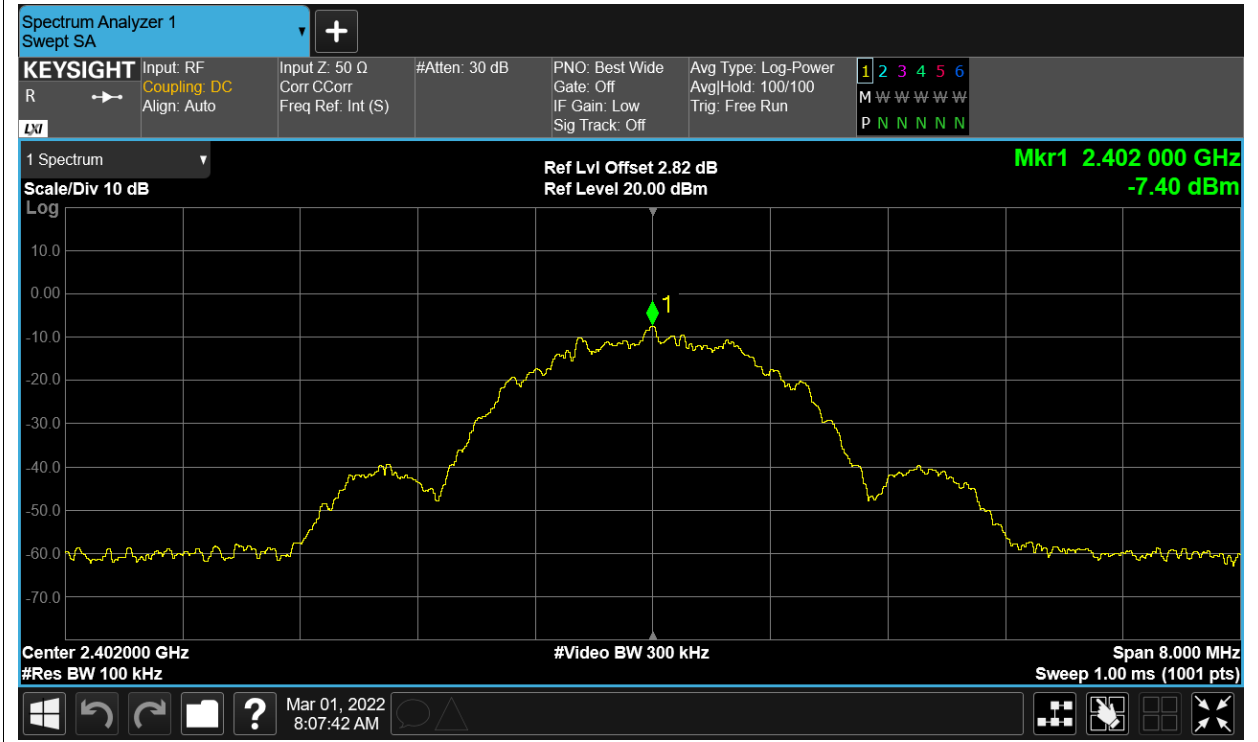 Spectrum Analyzer 1
Swept SA
+
KEYSIGHT
R
LXI
Input: RF
Coupling: DC
Align: Auto
Input Z: 50 Ω
Corr CCorr
Freq Ref: Int (S)
#Atten: 30 dB
PNO: Best Wide
Gate: Off
IF Gain: Low
Sig Track: Off
Avg Type: Log-Power
Avg|Hold: 100/100
Trig: Free Run
1 2 3 4 5 6
M W W W W W
P N N N N N
1 Spectrum
Scale/Div 10 dB
Log
Ref Lvl Offset 2.82 dB
Ref Level 20.00 dBm
Mkr1 2.402 000 GHz
-7.40 dBm
10.0
0.00
-10.0
-20.0
-30.0
-40.0
-50.0
-60.0
-70.0
1
Center 2.402000 GHz
#Res BW 100 kHz
#Video BW 300 kHz
Span 8.000 MHz
Sweep 1.00 ms (1001 pts)
?
Mar 01, 2022
8:07:42 AM